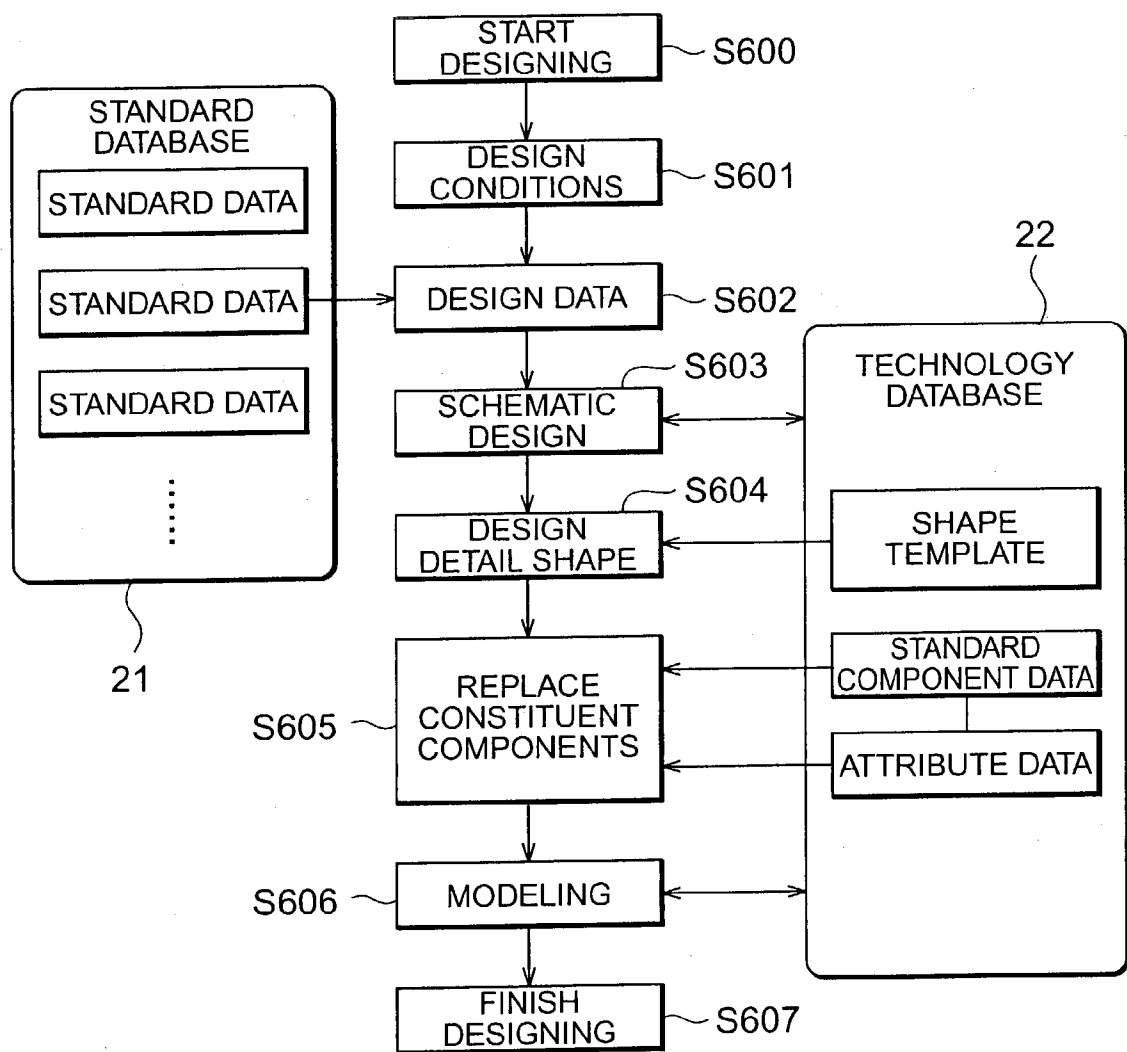 START
DESIGNING
S600
STANDARD
DATABASE
DESIGN
CONDITIONS
S601
STANDARD DATA
22
STANDARD DATA
DESIGN DATA
S602
S603
TECHNOLOGY
DATABASE
STANDARD DATA
SCHEMATIC
DESIGN
S604
DESIGN
DETAIL SHAPE
SHAPE
TEMPLATE
21
STANDARD
COMPONENT DATA
S605
REPLACE
CONSTITUENT
COMPONENTS
ATTRIBUTE DATA
S606
MODELING
FINISH
DESIGNING
S607